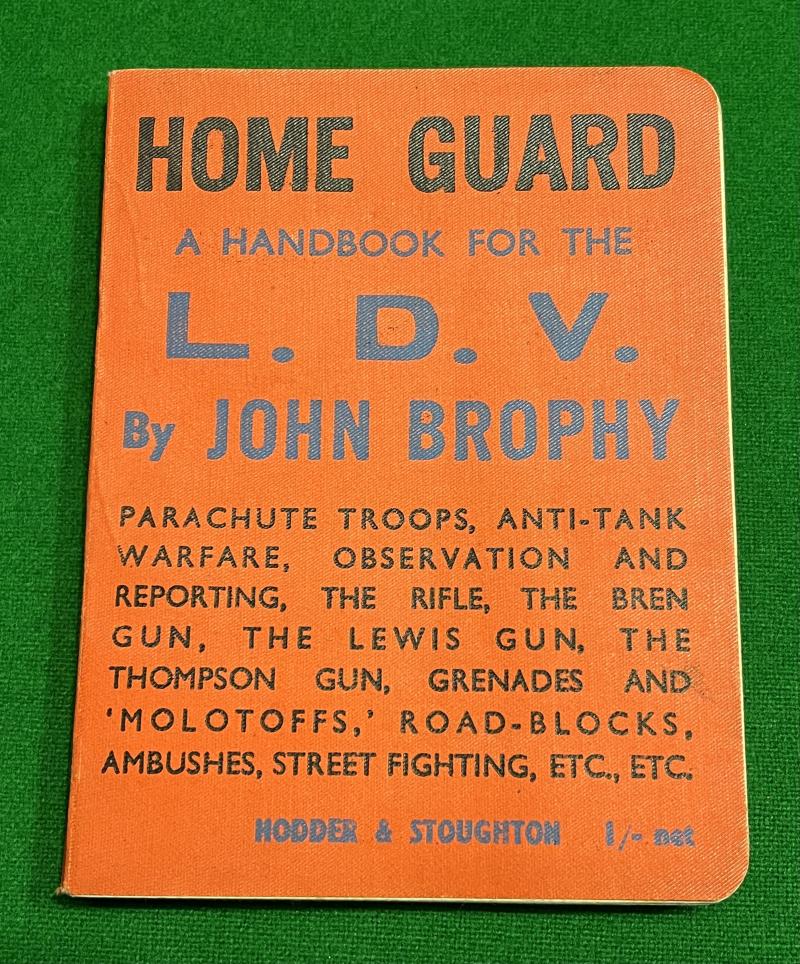 HOME GUARD
A HANDBOOK FOR THE
L. D. V.
By JOHN BROPHY
PARACHUTE TROOPS, ANTI-TANK
WARFARE, OBSERVATION AND
REPORTING, THE RIFLE, THE BREN
GUN, THE LEWIS GUN, THE
THOMPSON GUN, GRENADES AND
‘MOLOTOFFS,’ ROAD-BLOCKS,
AMBUSHES, STREET FIGHTING, ETC., ETC.
HODDER & STOUGHTON 1/- net